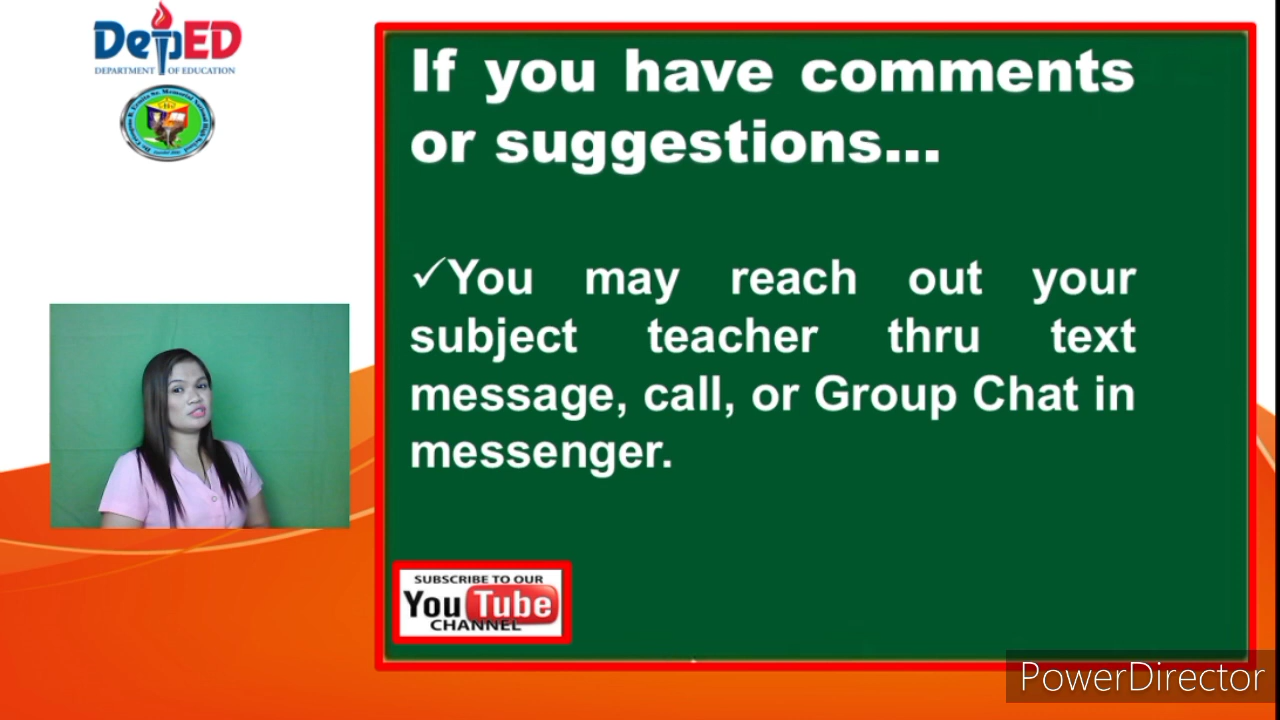 DepED
DEPARTMENT OF EDUCATION
If you have comments
or suggestions...
✓You may reach out your
subject teacher thru text
message, call, or Group Chat in
messenger.
SUBSCRIBE TO OUR
YouTube
CHANNEL
PowerDirector